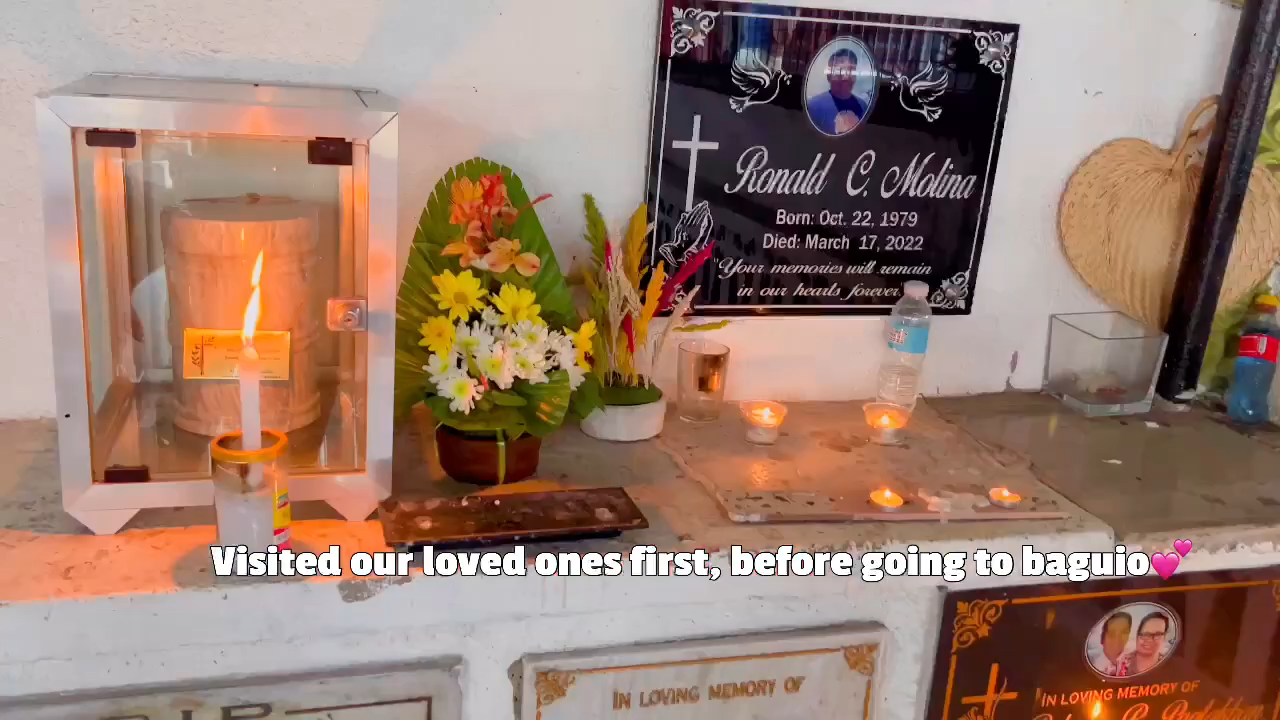 Ronald C. Molina
Born: Oct. 22, 1979
Died: March 17, 2022
"Your memories will remain
in our hearts forever.
Visited our loved ones first, before going to baguio💕
RIP
IN LOVING MEMORY OF
IN LOVING MEMORY OF